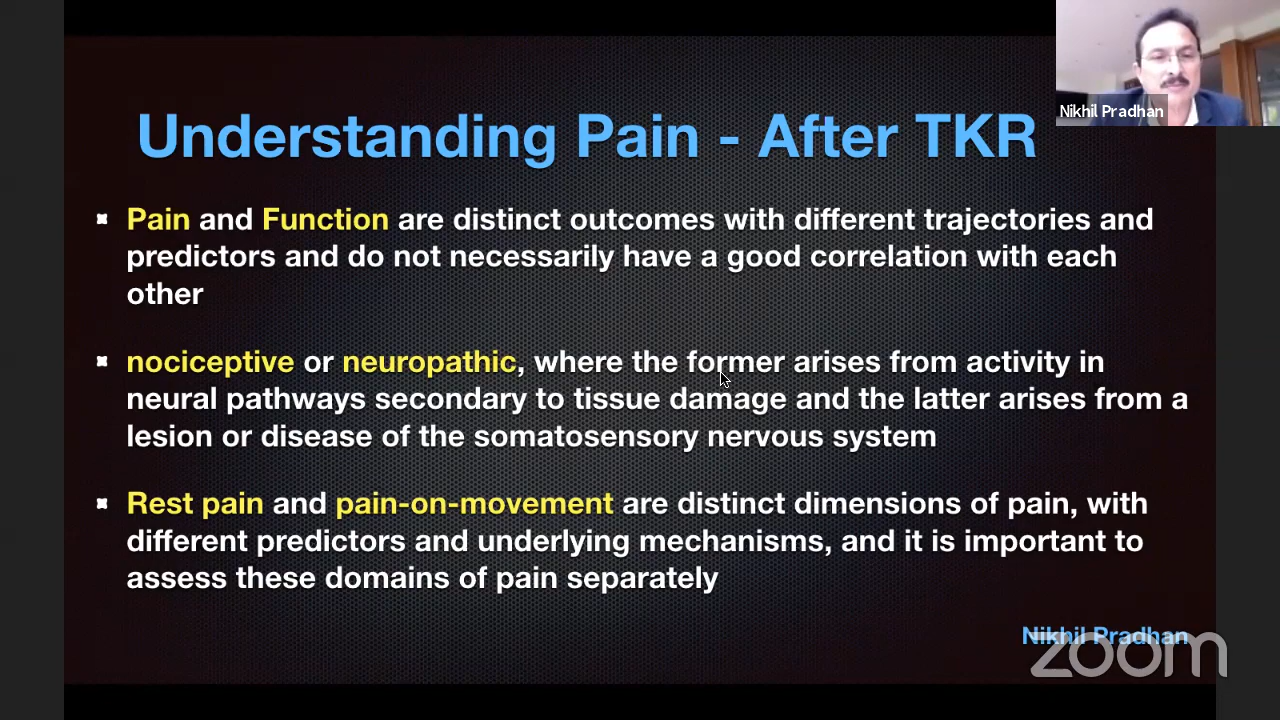 Nikhil Pradhan
Understanding Pain - After TKR
Pain and Function are distinct outcomes with different trajectories and
predictors and do not necessarily have a good correlation with each
other
nociceptive or neuropathic, where the former arises from activity in
neural pathways secondary to tissue damage and the latter arises from a
lesion or disease of the somatosensory nervous system
Rest pain and pain-on-movement are distinct dimensions of pain, with
different predictors and underlying mechanisms, and it is important to
assess these domains of pain separately
Nikhil Pradhan
zoom